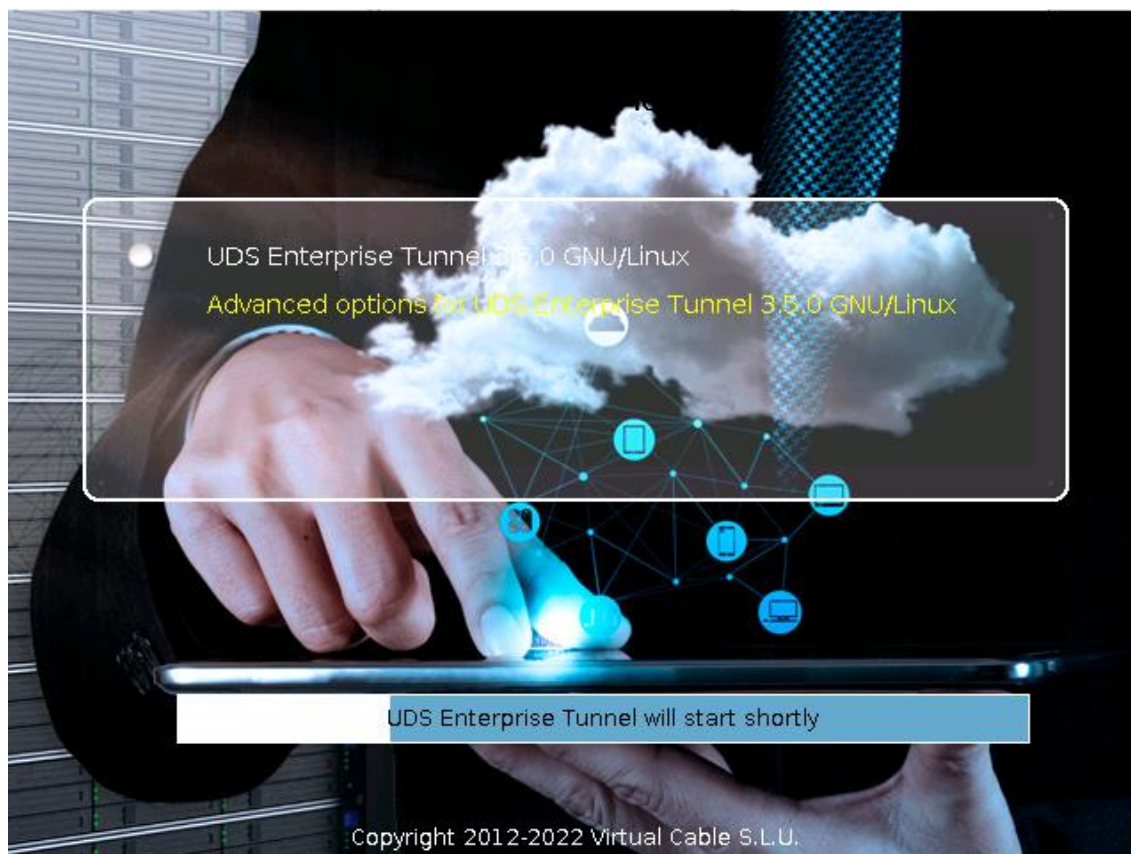 UDS Enterprise Tunnel 3.5.0 GNU/Linux
Advanced options for UDS Enterprise Tunnel 3.5.0 GNU/Linux
UDS Enterprise Tunnel will start shortly
Copyright 2012-2022 Virtual Cable S.L.U.